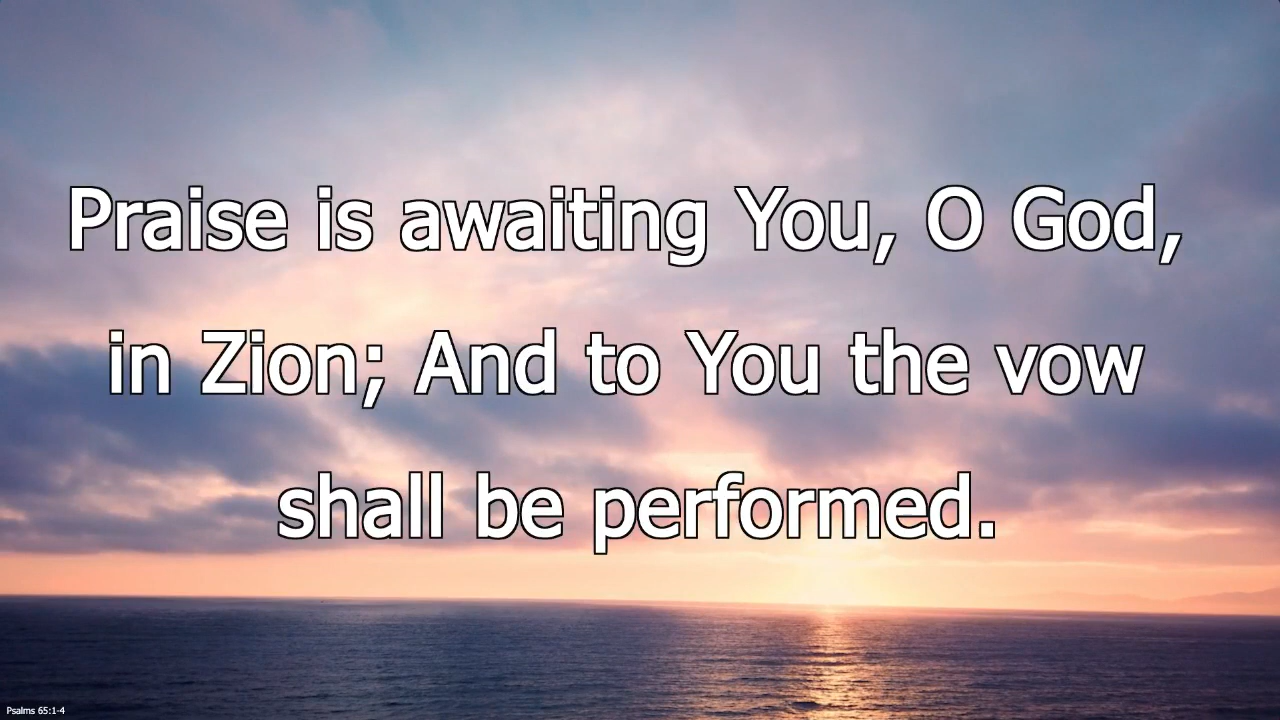 Praise is awaiting You, O God,
in Zion; And to You the vow
shall be performed.
Psalms 65:1-4